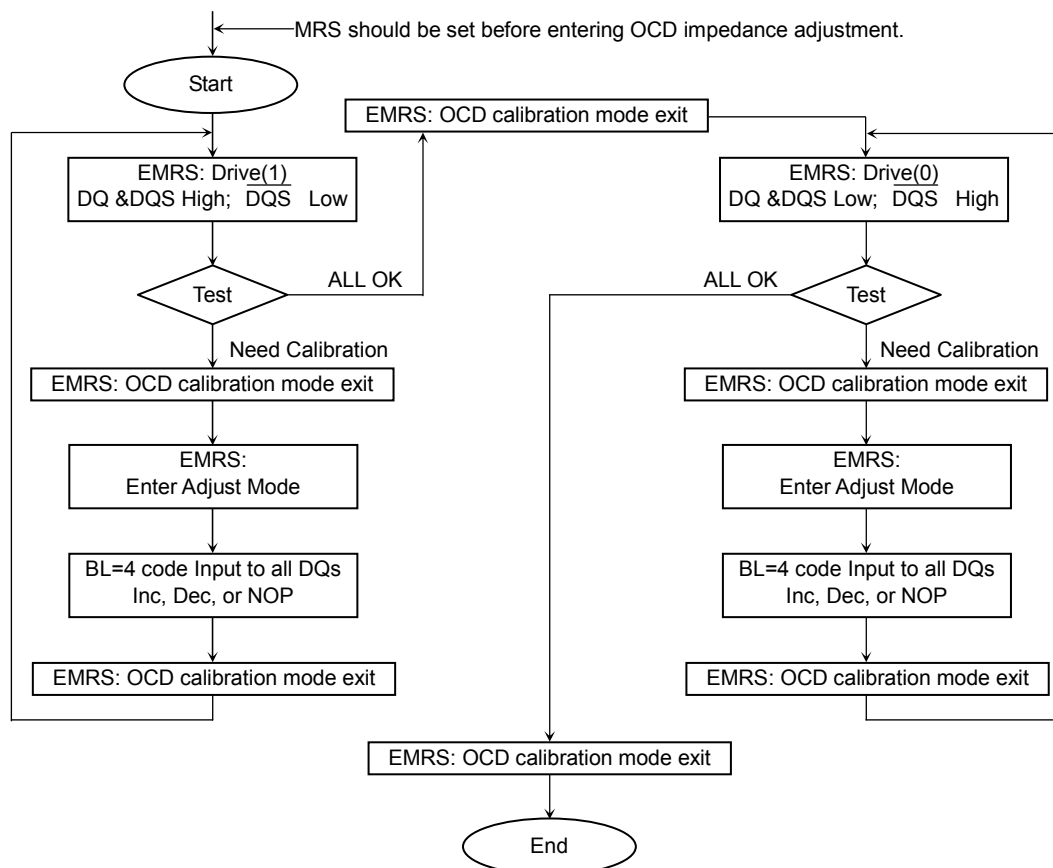 MRS should be set before entering OCD impedance adjustment.
Start
EMRS: OCD calibration mode exit
EMRS: Drive(1)
DQ &DQS High; DQS Low
Test
ALL OK
Need Calibration
EMRS: OCD calibration mode exit
EMRS:
Enter Adjust Mode
BL=4 code Input to all DQs
Inc, Dec, or NOP
EMRS: OCD calibration mode exit
EMRS: Drive(0)
DQ &DQS Low; DQS High
Test
ALL OK
Need Calibration
EMRS: OCD calibration mode exit
EMRS:
Enter Adjust Mode
BL=4 code Input to all DQs
Inc, Dec, or NOP
EMRS: OCD calibration mode exit
EMRS: OCD calibration mode exit
End